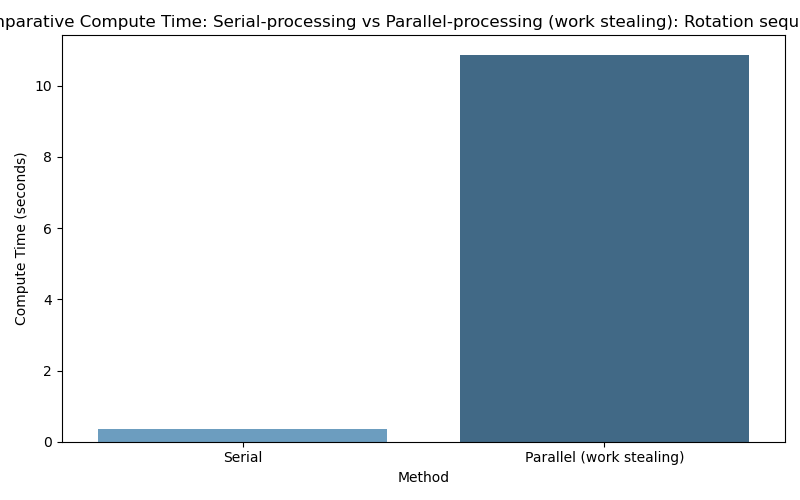 parative Compute Time: Serial-processing vs Parallel-processing (work stealing): Rotation sequ
10
8
6
4
2
0
Compute Time (seconds)
Serial
Parallel (work stealing)
Method